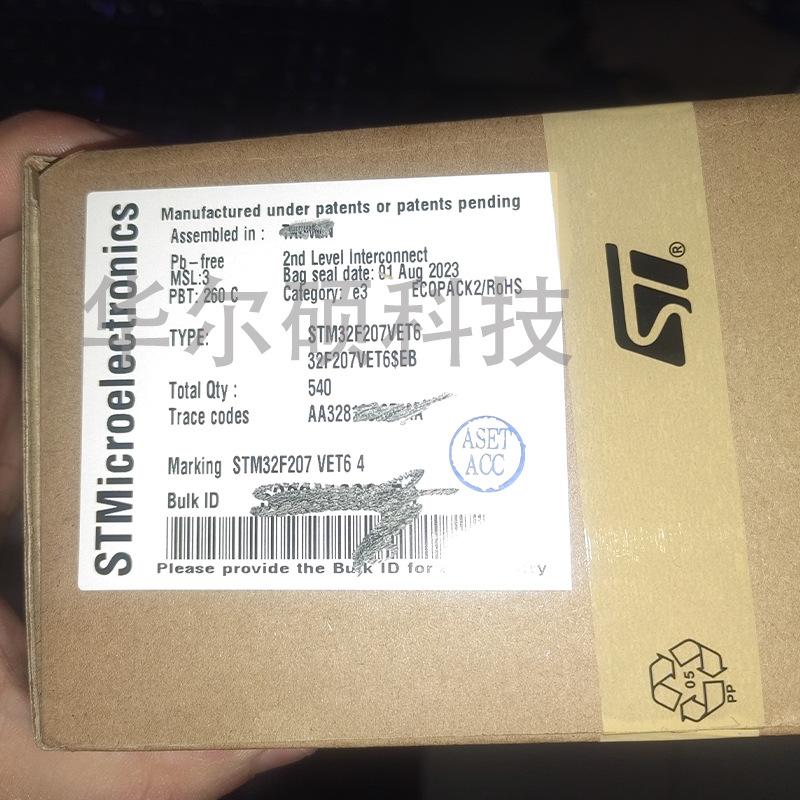 STMicroelectronics
Manufactured under patents or patents pending
Assembled in :
Pb-free 2nd Level Interconnect
MSL:3 Bag seal date: 01 Aug 2023
PBT: 260 C Category: e3 ECOPACK2/RoHS
TYPE: STM32F207VET6
32F207VET6$EB
Total Qty : 540
Trace codes AA328
Marking STM32F207 VET6 4
Bulk ID
Please provide the Bulk ID for
ASET
ACC
华尔硕科技
ST®
05
PP